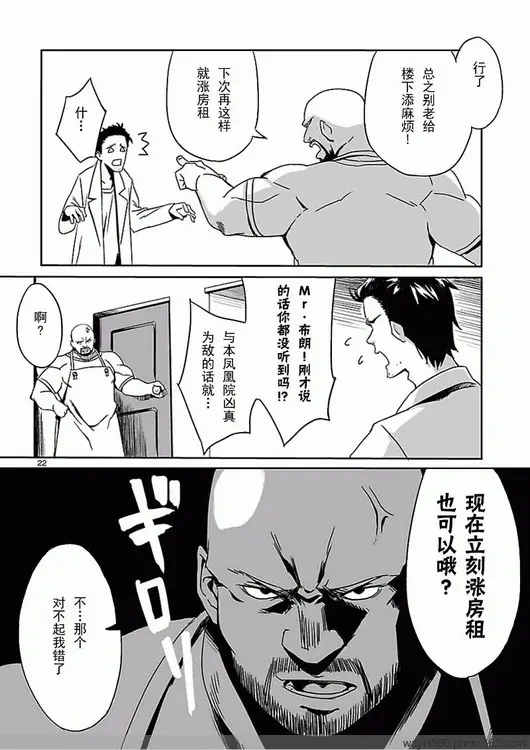 行了
总之别老给
楼下添麻烦！
下次再这样
就涨房租
什…
Mr．布朗！刚才说
的话你都没听到吗!?
与本凤凰院凶真
为敌的话就…
啊？
22
现在立刻涨房租
也可以哦？
ギロッ
不…那个
对不起我错了